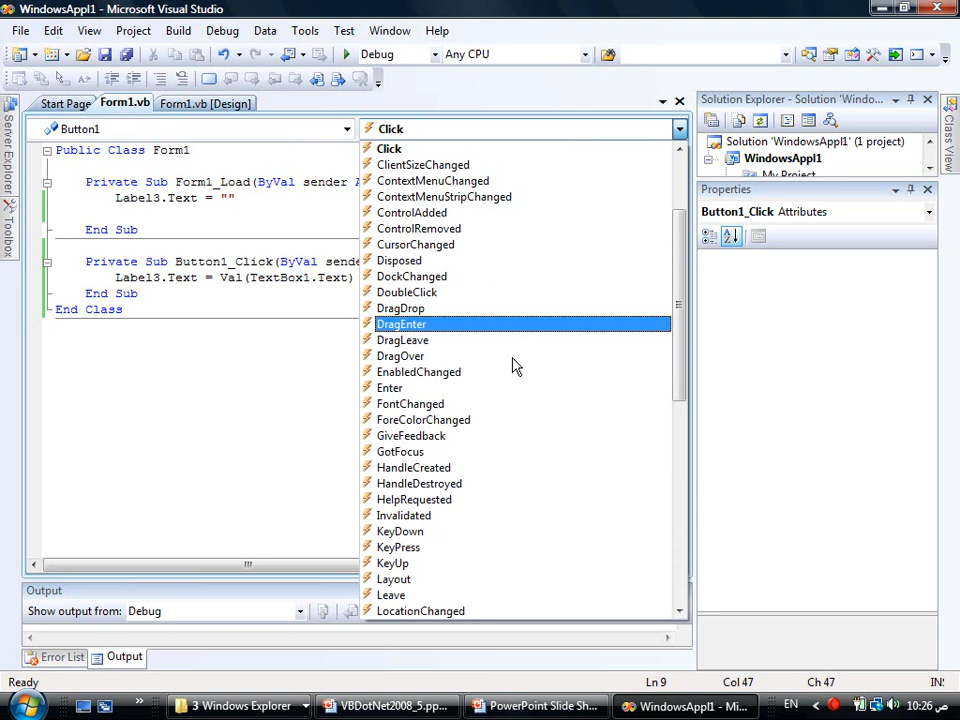 WindowsAppl1 - Microsoft Visual Studio
File Edit View Project Build Debug Data Tools Test Window Help
Debug Any CPU
Start Page Form1.vb Form1.vb [Design]
Solution Explorer - Solution 'Windo...
Button1 Click
Public Class Form1
Private Sub Form1_Load(ByVal sender A
Label3.Text = ""
End Sub
Private Sub Button1_Click(ByVal sende
Label3.Text = Val(TextBox1.Text)
End Sub
End Class
Click
ClientSizeChanged
ContextMenuChanged
ContextMenuStripChanged
ControlAdded
ControlRemoved
CursorChanged
Disposed
DockChanged
DoubleClick
DragDrop
DragEnter
DragLeave
DragOver
EnabledChanged
Enter
FontChanged
ForeColorChanged
GiveFeedback
GotFocus
HandleCreated
HandleDestroyed
HelpRequested
Invalidated
KeyDown
KeyPress
KeyUp
Layout
Leave
LocationChanged
Solution 'WindowsAppl1' (1 project)
WindowsAppl1
My Project
Properties
Button1_Click Attributes
Server Explorer
Toolbox
Class View
Output
Show output from: Debug
Error List Output
Ready Ln 9 Col 47 Ch 47 INS
3 Windows Explorer VBDotNet2008_5.pp... PowerPoint Slide Sh... WindowsAppl1 - Mi... EN 10:26 ص